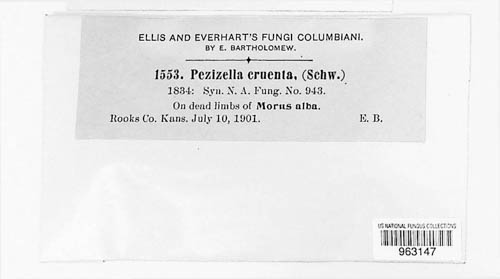 ELLIS AND EVERHART'S FUNGI COLUMBIANI.
BY E. BARTHOLOMEW.
1553. Pezizella cruenta, (Schw.)
1834: Syn. N. A. Fung. No. 943.
On dead limbs of Morus alba.
Rooks Co. Kans. July 10, 1901. E. B.
US NATIONAL FUNGUS COLLECTIONS
963147